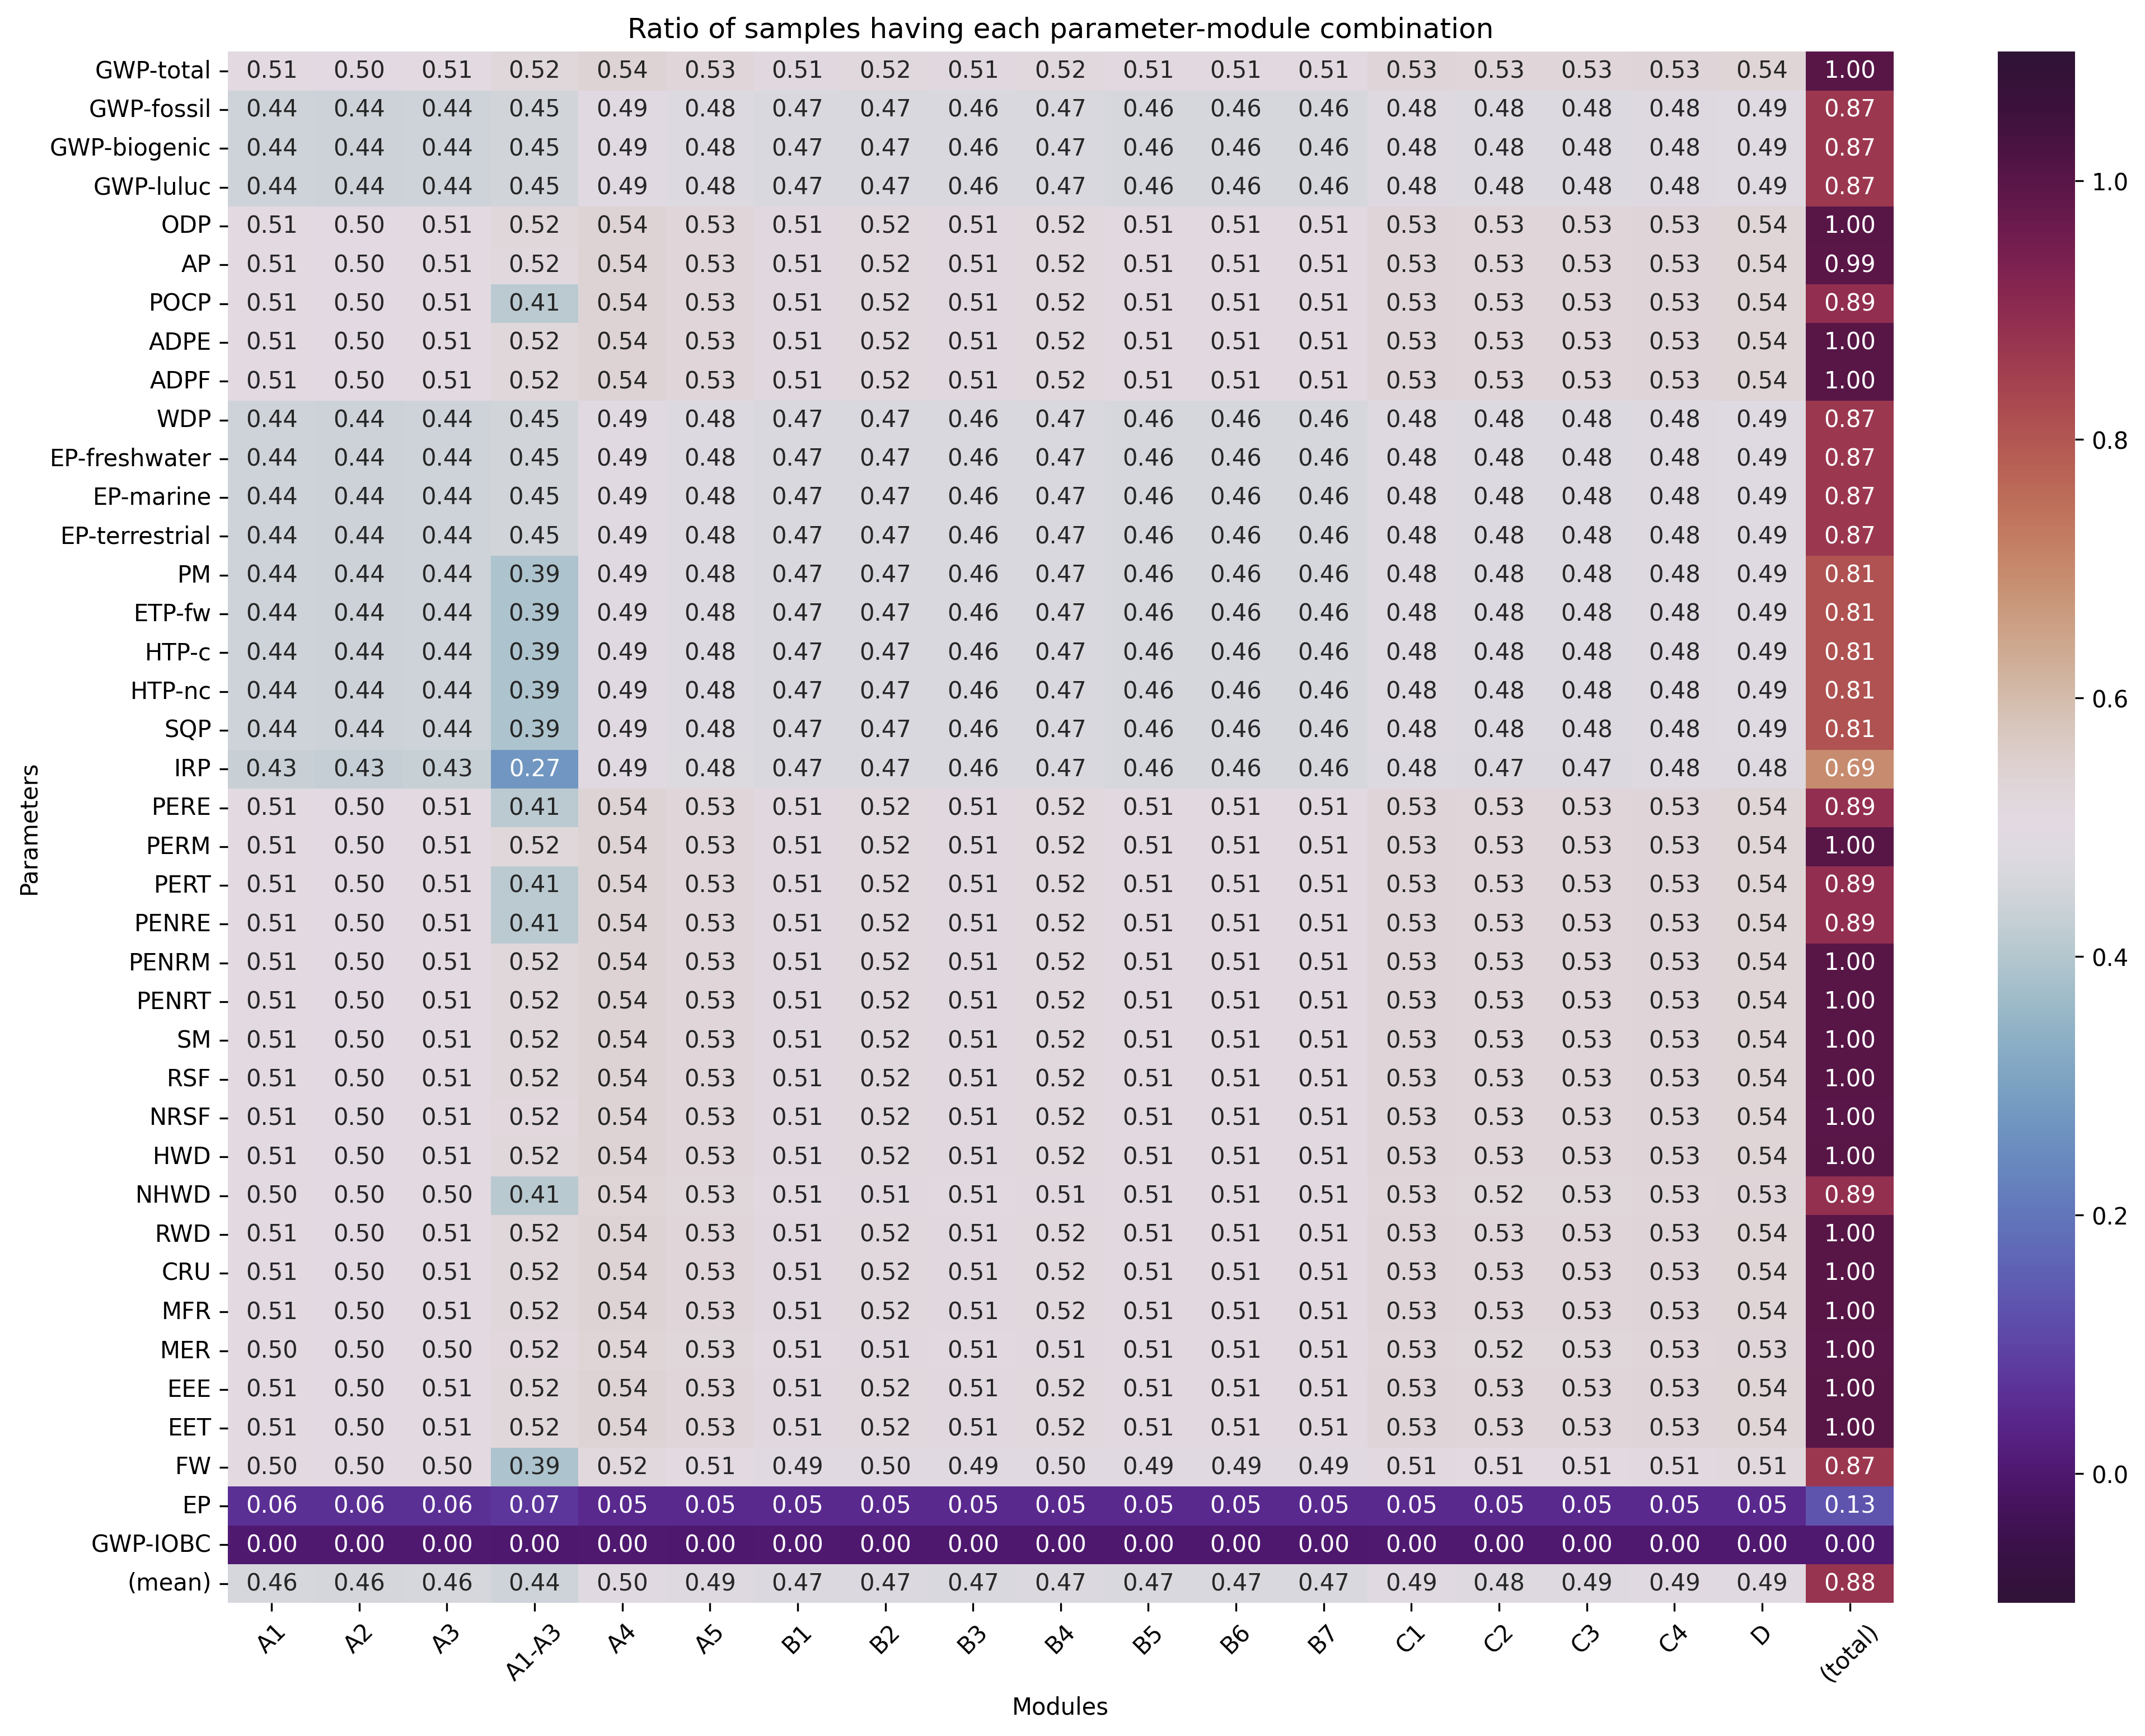 Ratio of samples having each parameter-module combination
GWP-total 0.51 0.50 0.51 0.52 0.54 0.53 0.51 0.52 0.51 0.52 0.51 0.51 0.51 0.53 0.53 0.53 0.53 0.54 1.00
GWP-fossil 0.44 0.44 0.44 0.45 0.49 0.48 0.47 0.47 0.46 0.47 0.46 0.46 0.46 0.48 0.48 0.48 0.48 0.49 0.87
GWP-biogenic 0.44 0.44 0.44 0.45 0.49 0.48 0.47 0.47 0.46 0.47 0.46 0.46 0.46 0.48 0.48 0.48 0.48 0.49 0.87
GWP-luluc 0.44 0.44 0.44 0.45 0.49 0.48 0.47 0.47 0.46 0.47 0.46 0.46 0.46 0.48 0.48 0.48 0.48 0.49 0.87
ODP 0.51 0.50 0.51 0.52 0.54 0.53 0.51 0.52 0.51 0.52 0.51 0.51 0.51 0.53 0.53 0.53 0.53 0.54 1.00
AP 0.51 0.50 0.51 0.52 0.54 0.53 0.51 0.52 0.51 0.52 0.51 0.51 0.51 0.53 0.53 0.53 0.53 0.54 0.99
POCP 0.51 0.50 0.51 0.41 0.54 0.53 0.51 0.52 0.51 0.52 0.51 0.51 0.51 0.53 0.53 0.53 0.53 0.54 0.89
ADPE 0.51 0.50 0.51 0.52 0.54 0.53 0.51 0.52 0.51 0.52 0.51 0.51 0.51 0.53 0.53 0.53 0.53 0.54 1.00
ADPF 0.51 0.50 0.51 0.52 0.54 0.53 0.51 0.52 0.51 0.52 0.51 0.51 0.51 0.53 0.53 0.53 0.53 0.54 1.00
WDP 0.44 0.44 0.44 0.45 0.49 0.48 0.47 0.47 0.46 0.47 0.46 0.46 0.46 0.48 0.48 0.48 0.48 0.49 0.87
EP-freshwater 0.44 0.44 0.44 0.45 0.49 0.48 0.47 0.47 0.46 0.47 0.46 0.46 0.46 0.48 0.48 0.48 0.48 0.49 0.87
EP-marine 0.44 0.44 0.44 0.45 0.49 0.48 0.47 0.47 0.46 0.47 0.46 0.46 0.46 0.48 0.48 0.48 0.48 0.49 0.87
EP-terrestrial 0.44 0.44 0.44 0.45 0.49 0.48 0.47 0.47 0.46 0.47 0.46 0.46 0.46 0.48 0.48 0.48 0.48 0.49 0.87
PM 0.44 0.44 0.44 0.39 0.49 0.48 0.47 0.47 0.46 0.47 0.46 0.46 0.46 0.48 0.48 0.48 0.48 0.49 0.81
ETP-fw 0.44 0.44 0.44 0.39 0.49 0.48 0.47 0.47 0.46 0.47 0.46 0.46 0.46 0.48 0.48 0.48 0.48 0.49 0.81
HTP-c 0.44 0.44 0.44 0.39 0.49 0.48 0.47 0.47 0.46 0.47 0.46 0.46 0.46 0.48 0.48 0.48 0.48 0.49 0.81
HTP-nc 0.44 0.44 0.44 0.39 0.49 0.48 0.47 0.47 0.46 0.47 0.46 0.46 0.46 0.48 0.48 0.48 0.48 0.49 0.81
SQP 0.44 0.44 0.44 0.39 0.49 0.48 0.47 0.47 0.46 0.47 0.46 0.46 0.46 0.48 0.48 0.48 0.48 0.49 0.81
IRP 0.43 0.43 0.43 0.27 0.49 0.48 0.47 0.47 0.46 0.47 0.46 0.46 0.46 0.48 0.47 0.47 0.48 0.48 0.69
PERE 0.51 0.50 0.51 0.41 0.54 0.53 0.51 0.52 0.51 0.52 0.51 0.51 0.51 0.53 0.53 0.53 0.53 0.54 0.89
PERM 0.51 0.50 0.51 0.52 0.54 0.53 0.51 0.52 0.51 0.52 0.51 0.51 0.51 0.53 0.53 0.53 0.53 0.54 1.00
PERT 0.51 0.50 0.51 0.41 0.54 0.53 0.51 0.52 0.51 0.52 0.51 0.51 0.51 0.53 0.53 0.53 0.53 0.54 0.89
PENRE 0.51 0.50 0.51 0.41 0.54 0.53 0.51 0.52 0.51 0.52 0.51 0.51 0.51 0.53 0.53 0.53 0.53 0.54 0.89
PENRM 0.51 0.50 0.51 0.52 0.54 0.53 0.51 0.52 0.51 0.52 0.51 0.51 0.51 0.53 0.53 0.53 0.53 0.54 1.00
PENRT 0.51 0.50 0.51 0.52 0.54 0.53 0.51 0.52 0.51 0.52 0.51 0.51 0.51 0.53 0.53 0.53 0.53 0.54 1.00
SM 0.51 0.50 0.51 0.52 0.54 0.53 0.51 0.52 0.51 0.52 0.51 0.51 0.51 0.53 0.53 0.53 0.53 0.54 1.00
RSF 0.51 0.50 0.51 0.52 0.54 0.53 0.51 0.52 0.51 0.52 0.51 0.51 0.51 0.53 0.53 0.53 0.53 0.54 1.00
NRSF 0.51 0.50 0.51 0.52 0.54 0.53 0.51 0.52 0.51 0.52 0.51 0.51 0.51 0.53 0.53 0.53 0.53 0.54 1.00
HWD 0.51 0.50 0.51 0.52 0.54 0.53 0.51 0.52 0.51 0.52 0.51 0.51 0.51 0.53 0.53 0.53 0.53 0.54 1.00
NHWD 0.50 0.50 0.50 0.41 0.54 0.53 0.51 0.51 0.51 0.51 0.51 0.51 0.51 0.53 0.52 0.53 0.53 0.53 0.89
RWD 0.51 0.50 0.51 0.52 0.54 0.53 0.51 0.52 0.51 0.52 0.51 0.51 0.51 0.53 0.53 0.53 0.53 0.54 1.00
CRU 0.51 0.50 0.51 0.52 0.54 0.53 0.51 0.52 0.51 0.52 0.51 0.51 0.51 0.53 0.53 0.53 0.53 0.54 1.00
MFR 0.51 0.50 0.51 0.52 0.54 0.53 0.51 0.52 0.51 0.52 0.51 0.51 0.51 0.53 0.53 0.53 0.53 0.54 1.00
MER 0.50 0.50 0.50 0.52 0.54 0.53 0.51 0.51 0.51 0.51 0.51 0.51 0.51 0.53 0.52 0.53 0.53 0.53 1.00
EEE 0.51 0.50 0.51 0.52 0.54 0.53 0.51 0.52 0.51 0.52 0.51 0.51 0.51 0.53 0.53 0.53 0.53 0.54 1.00
EET 0.51 0.50 0.51 0.52 0.54 0.53 0.51 0.52 0.51 0.52 0.51 0.51 0.51 0.53 0.53 0.53 0.53 0.54 1.00
FW 0.50 0.50 0.50 0.39 0.52 0.51 0.49 0.50 0.49 0.50 0.49 0.49 0.49 0.51 0.51 0.51 0.51 0.51 0.87
EP 0.06 0.06 0.06 0.07 0.05 0.05 0.05 0.05 0.05 0.05 0.05 0.05 0.05 0.05 0.05 0.05 0.05 0.05 0.13
GWP-IOBC 0.00 0.00 0.00 0.00 0.00 0.00 0.00 0.00 0.00 0.00 0.00 0.00 0.00 0.00 0.00 0.00 0.00 0.00 0.00
(mean) 0.46 0.46 0.46 0.44 0.50 0.49 0.47 0.47 0.47 0.47 0.47 0.47 0.47 0.49 0.48 0.49 0.49 0.49 0.88
A1 A2 A3 A1-A3 A4 A5 B1 B2 B3 B4 B5 B6 B7 C1 C2 C3 C4 D (total)
Modules
Parameters
1.0
0.8
0.6
0.4
0.2
0.0